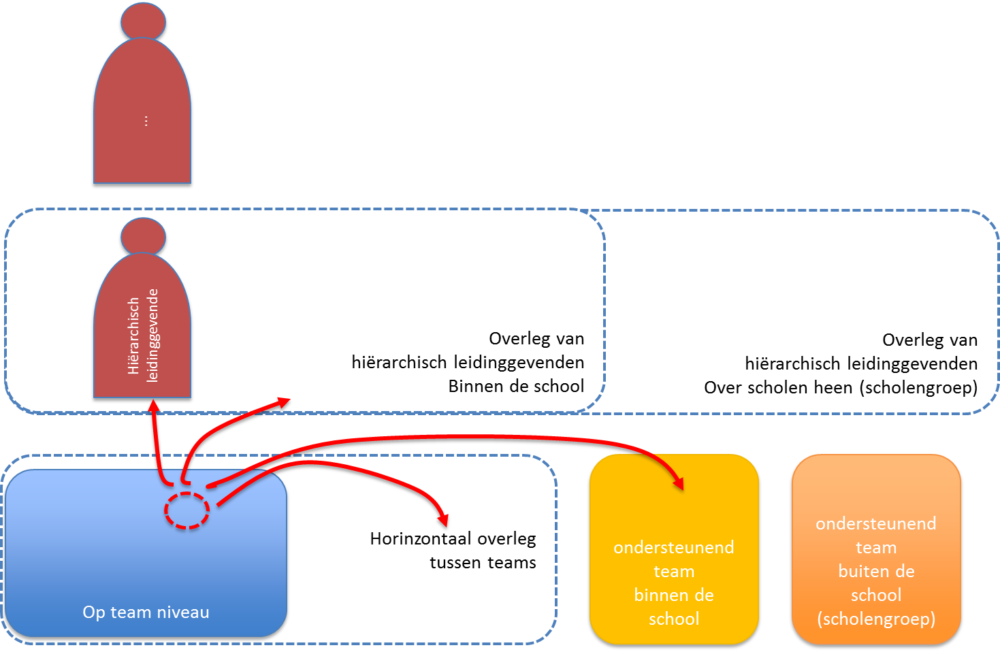 ...
Hiërarchisch
leidinggevende
Overleg van
hiërarchisch leidinggevenden
Binnen de school
Overleg van
hiërarchisch leidinggevenden
Over scholen heen (scholengroep)
Op team niveau
Horinzontaal overleg
tussen teams
ondersteunend
team
binnen de
school
ondersteunend
team
buiten de
school
(scholengroep)